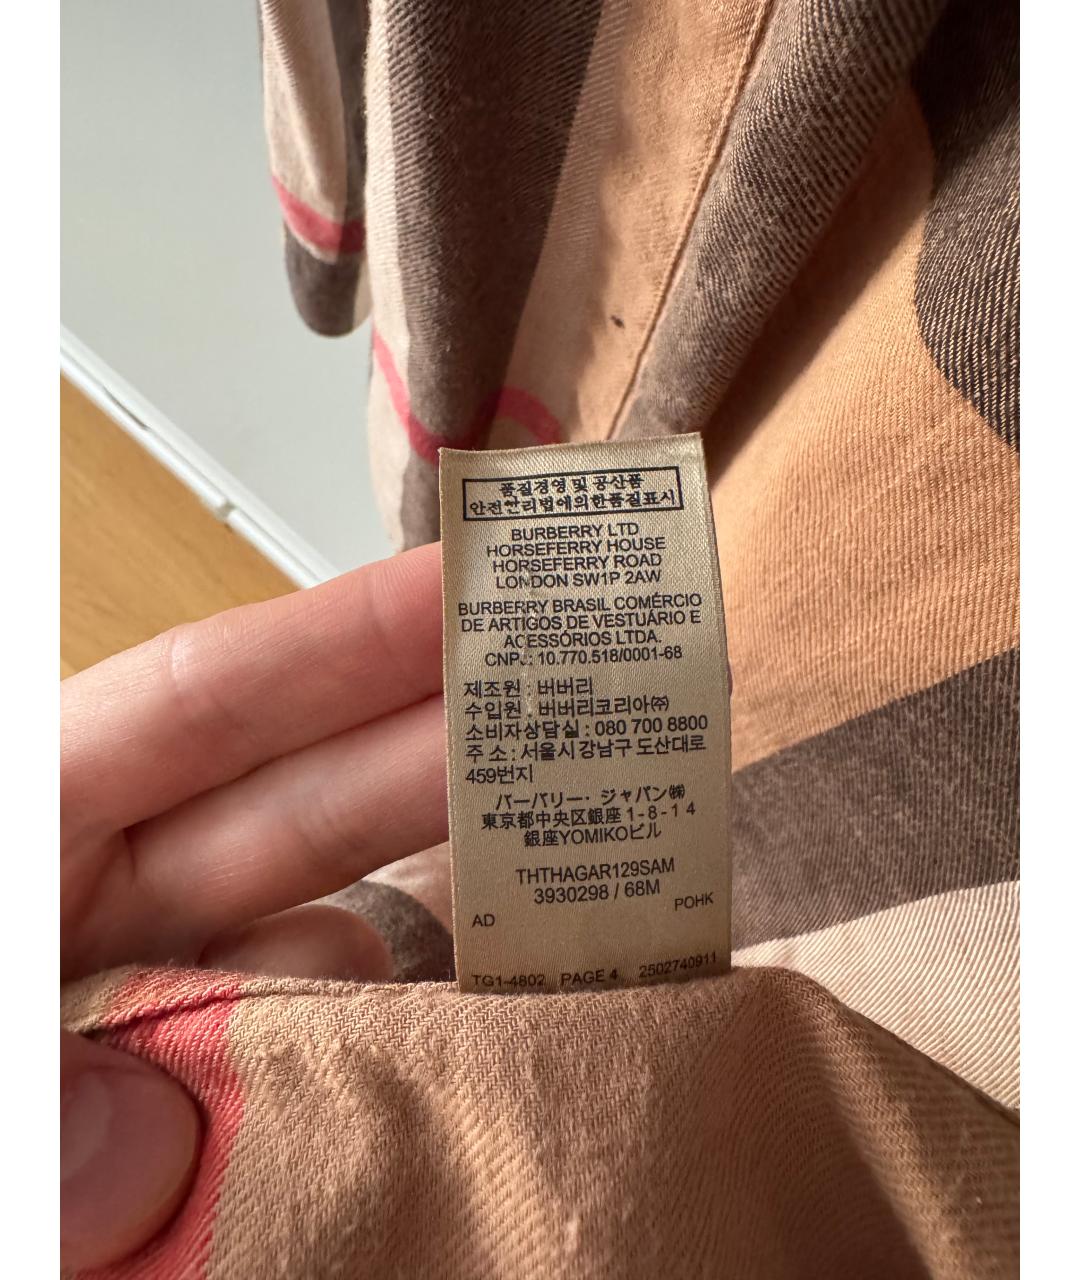 품질경영 및 공산품
안전관리법에의한품질표시
BURBERRY LTD
HORSEFERRY HOUSE
HORSEFERRY ROAD
LONDON SW1P 2AW
BURBERRY BRASIL COMÉRCIO
DE ARTIGOS DE VESTUÁRIO E
ACESSÓRIOS LTDA.
CNPJ: 10.770.518/0001-68
제조원 : 버버리
수입원 : 버버리코리아㈜
소비자상담실 : 080 700 8800
주 소 : 서울시 강남구 도산대로
459번지
バーバリー・ジャパン㈱
東京都中央区銀座 1-8-1 4
銀座YOMIKOビル
THTHAGAR129SAM
3930298 / 68M
AD POHK
TG1-4802 PAGE 4 2502740911